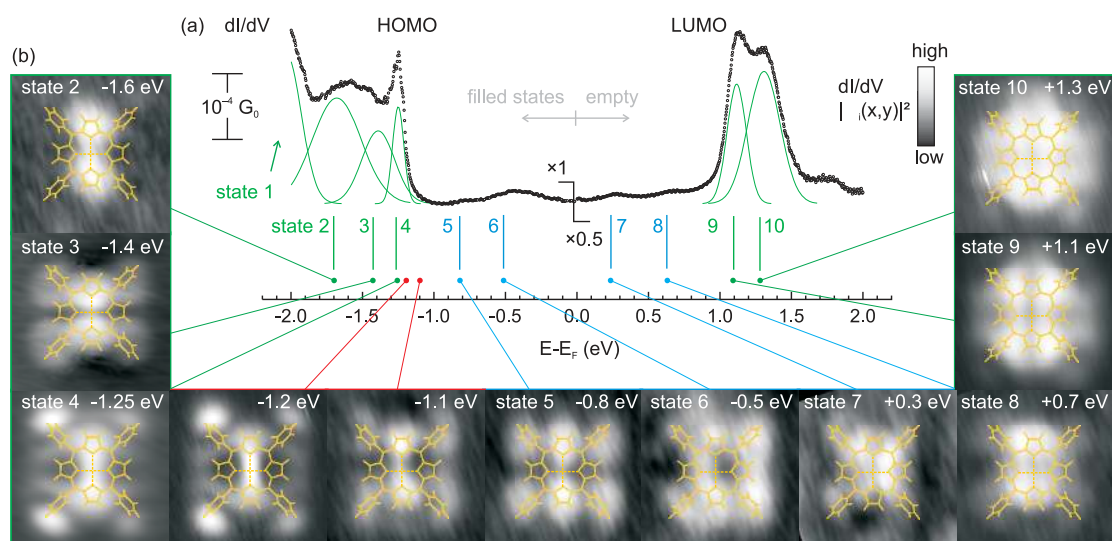 (a)
dI/dV
HOMO
LUMO
(b)
high
low
dI/dV
| i(x,y)|²
10⁻⁴ G₀
filled states
empty
×1
×0.5
state 1
state 2
3
4
5
6
7
8
9
10
-2.0
-1.5
-1.0
-0.5
0.0
0.5
1.0
1.5
2.0
E-E_F (eV)
state 2 -1.6 eV
state 3 -1.4 eV
state 4 -1.25 eV
-1.2 eV
-1.1 eV
state 5 -0.8 eV
state 6 -0.5 eV
state 7 +0.3 eV
state 8 +0.7 eV
state 9 +1.1 eV
state 10 +1.3 eV